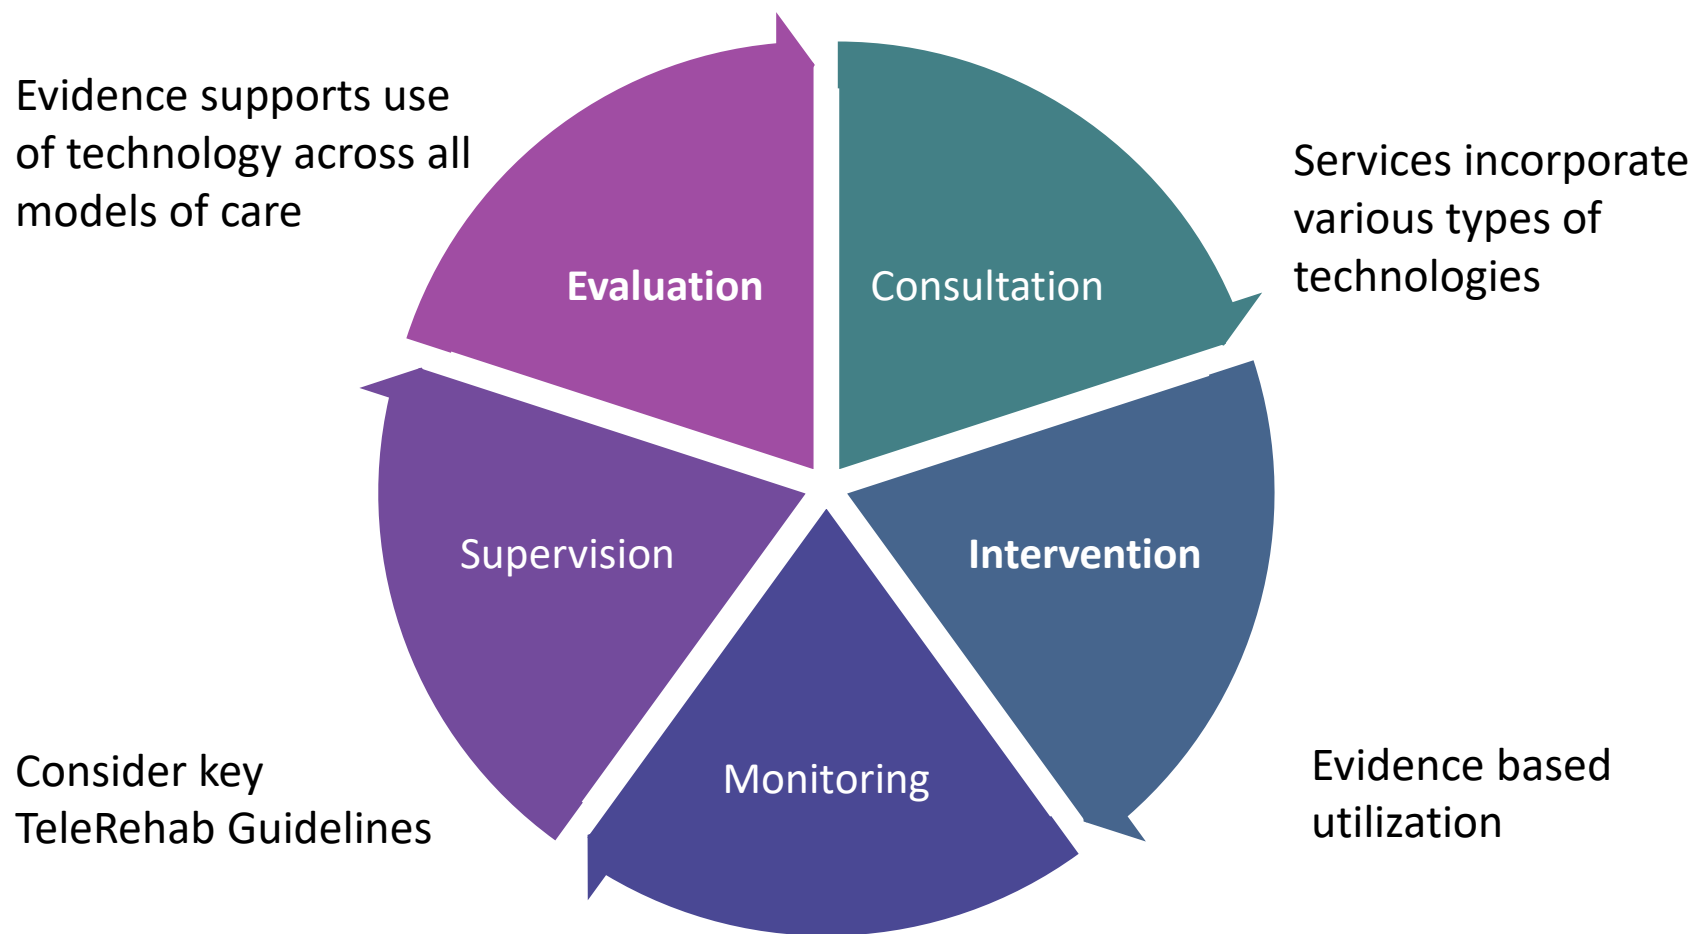 Evidence supports use
of technology across all
models of care
Services incorporate
various types of
technologies
Evaluation
Consultation
Supervision
Intervention
Monitoring
Consider key
TeleRehab Guidelines
Evidence based
utilization